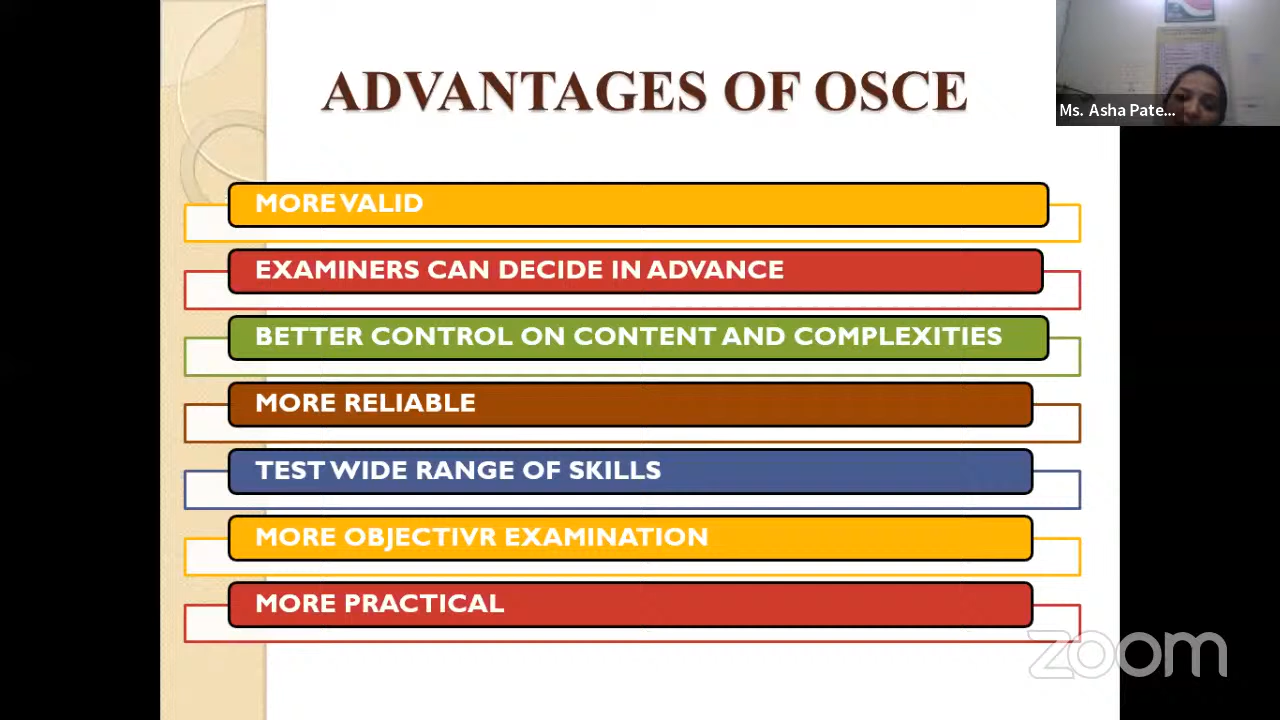 ADVANTAGES OF OSCE
Ms. Asha Pate...
MORE VALID
EXAMINERS CAN DECIDE IN ADVANCE
BETTER CONTROL ON CONTENT AND COMPLEXITIES
MORE RELIABLE
TEST WIDE RANGE OF SKILLS
MORE OBJECTIVR EXAMINATION
MORE PRACTICAL
zoom